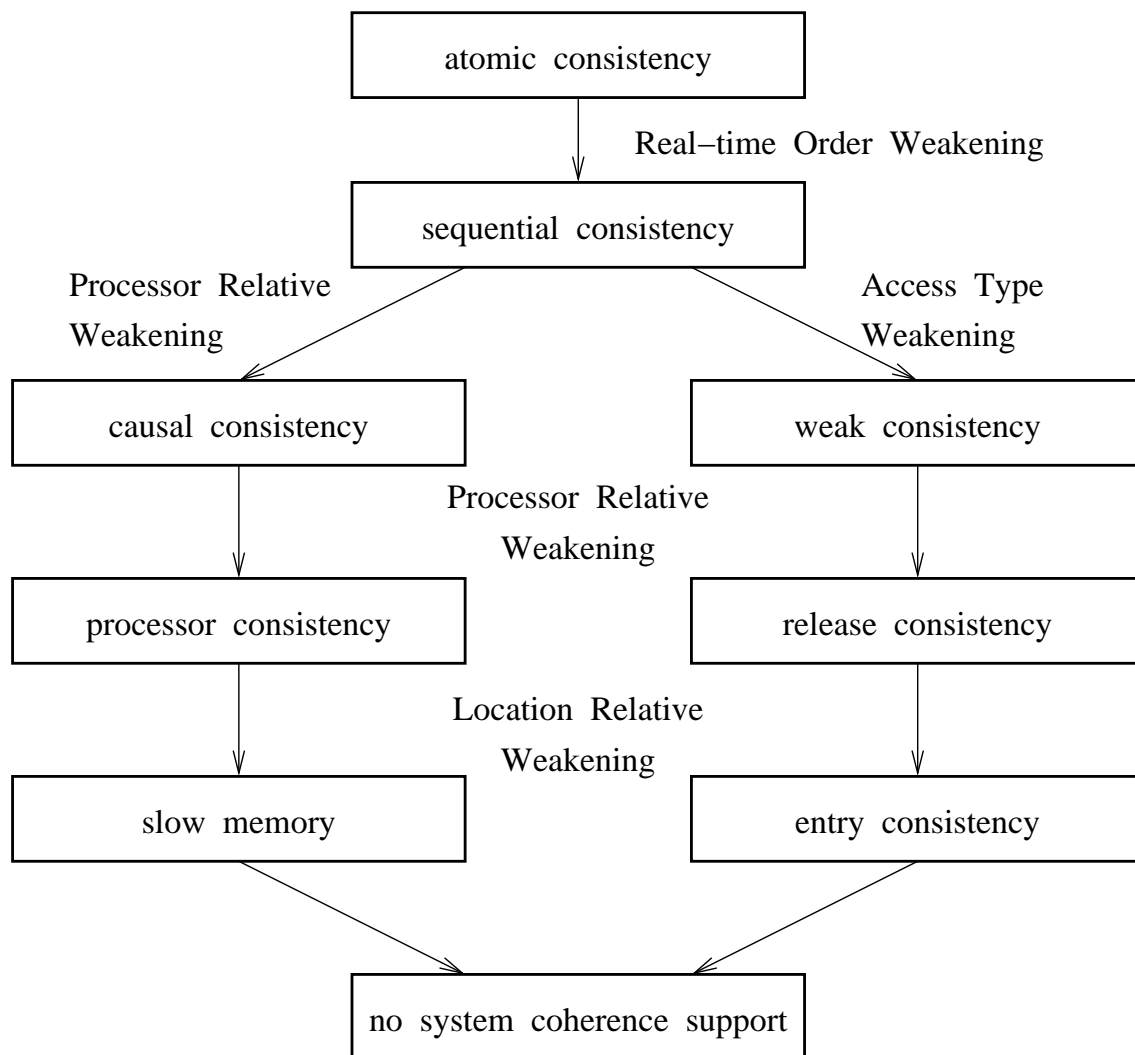 atomic consistency
Real−time Order Weakening
sequential consistency
Processor Relative
Weakening
Access Type
Weakening
causal consistency
weak consistency
Processor Relative
Weakening
processor consistency
release consistency
Location Relative
Weakening
slow memory
entry consistency
no system coherence support